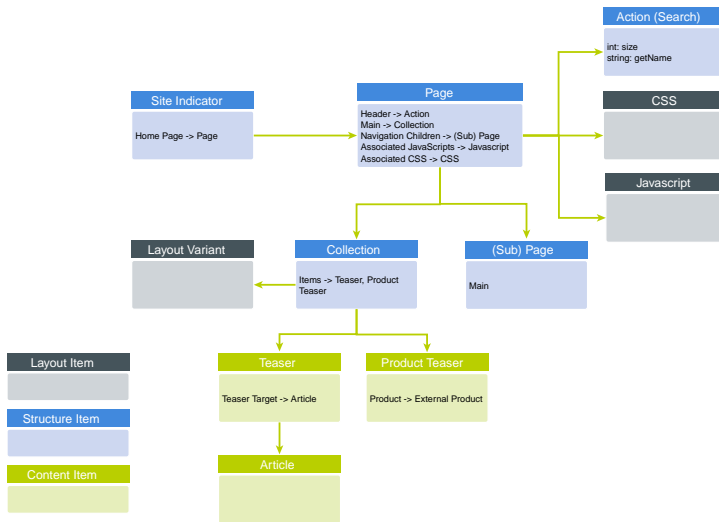 Action (Search)
int: size
string: getName
Page
Header -> Action
Main -> Collection
Navigation Children -> (Sub) Page
Associated JavaScripts -> Javascript
Associated CSS -> CSS
Site Indicator
Home Page -> Page
CSS
Javascript
Layout Variant
Collection
Items -> Teaser, Product
Teaser
(Sub) Page
Main
Layout Item
Structure Item
Content Item
Teaser
Teaser Target -> Article
Product Teaser
Product -> External Product
Article